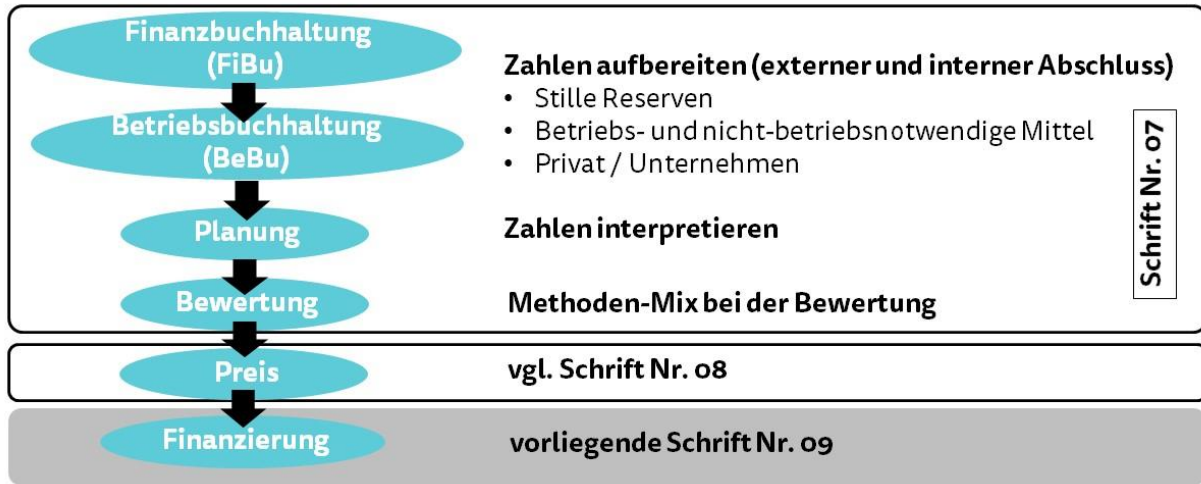 Finanzbuchhaltung
(FiBu)
Zahlen aufbereiten (externer und interner Abschluss)
• Stille Reserven
Betriebsbuchhaltung
(BeBu)
• Betriebs- und nicht-betriebsnotwendige Mittel
• Privat / Unternehmen
Schrift Nr. 07
Planung
Zahlen interpretieren
Bewertung
Methoden-Mix bei der Bewertung
Preis
vgl. Schrift Nr. 08
Finanzierung
vorliegende Schrift Nr. 09